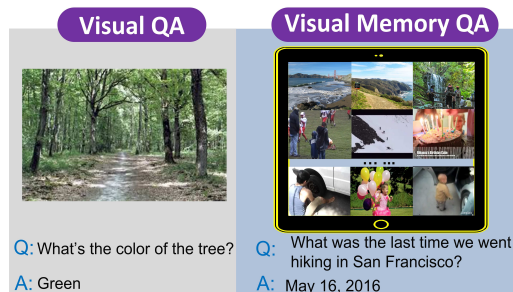 Visual QA
Visual Memory QA
Q: What's the color of the tree?
A: Green
Q: What was the last time we went
hiking in San Francisco?
A: May 16, 2016